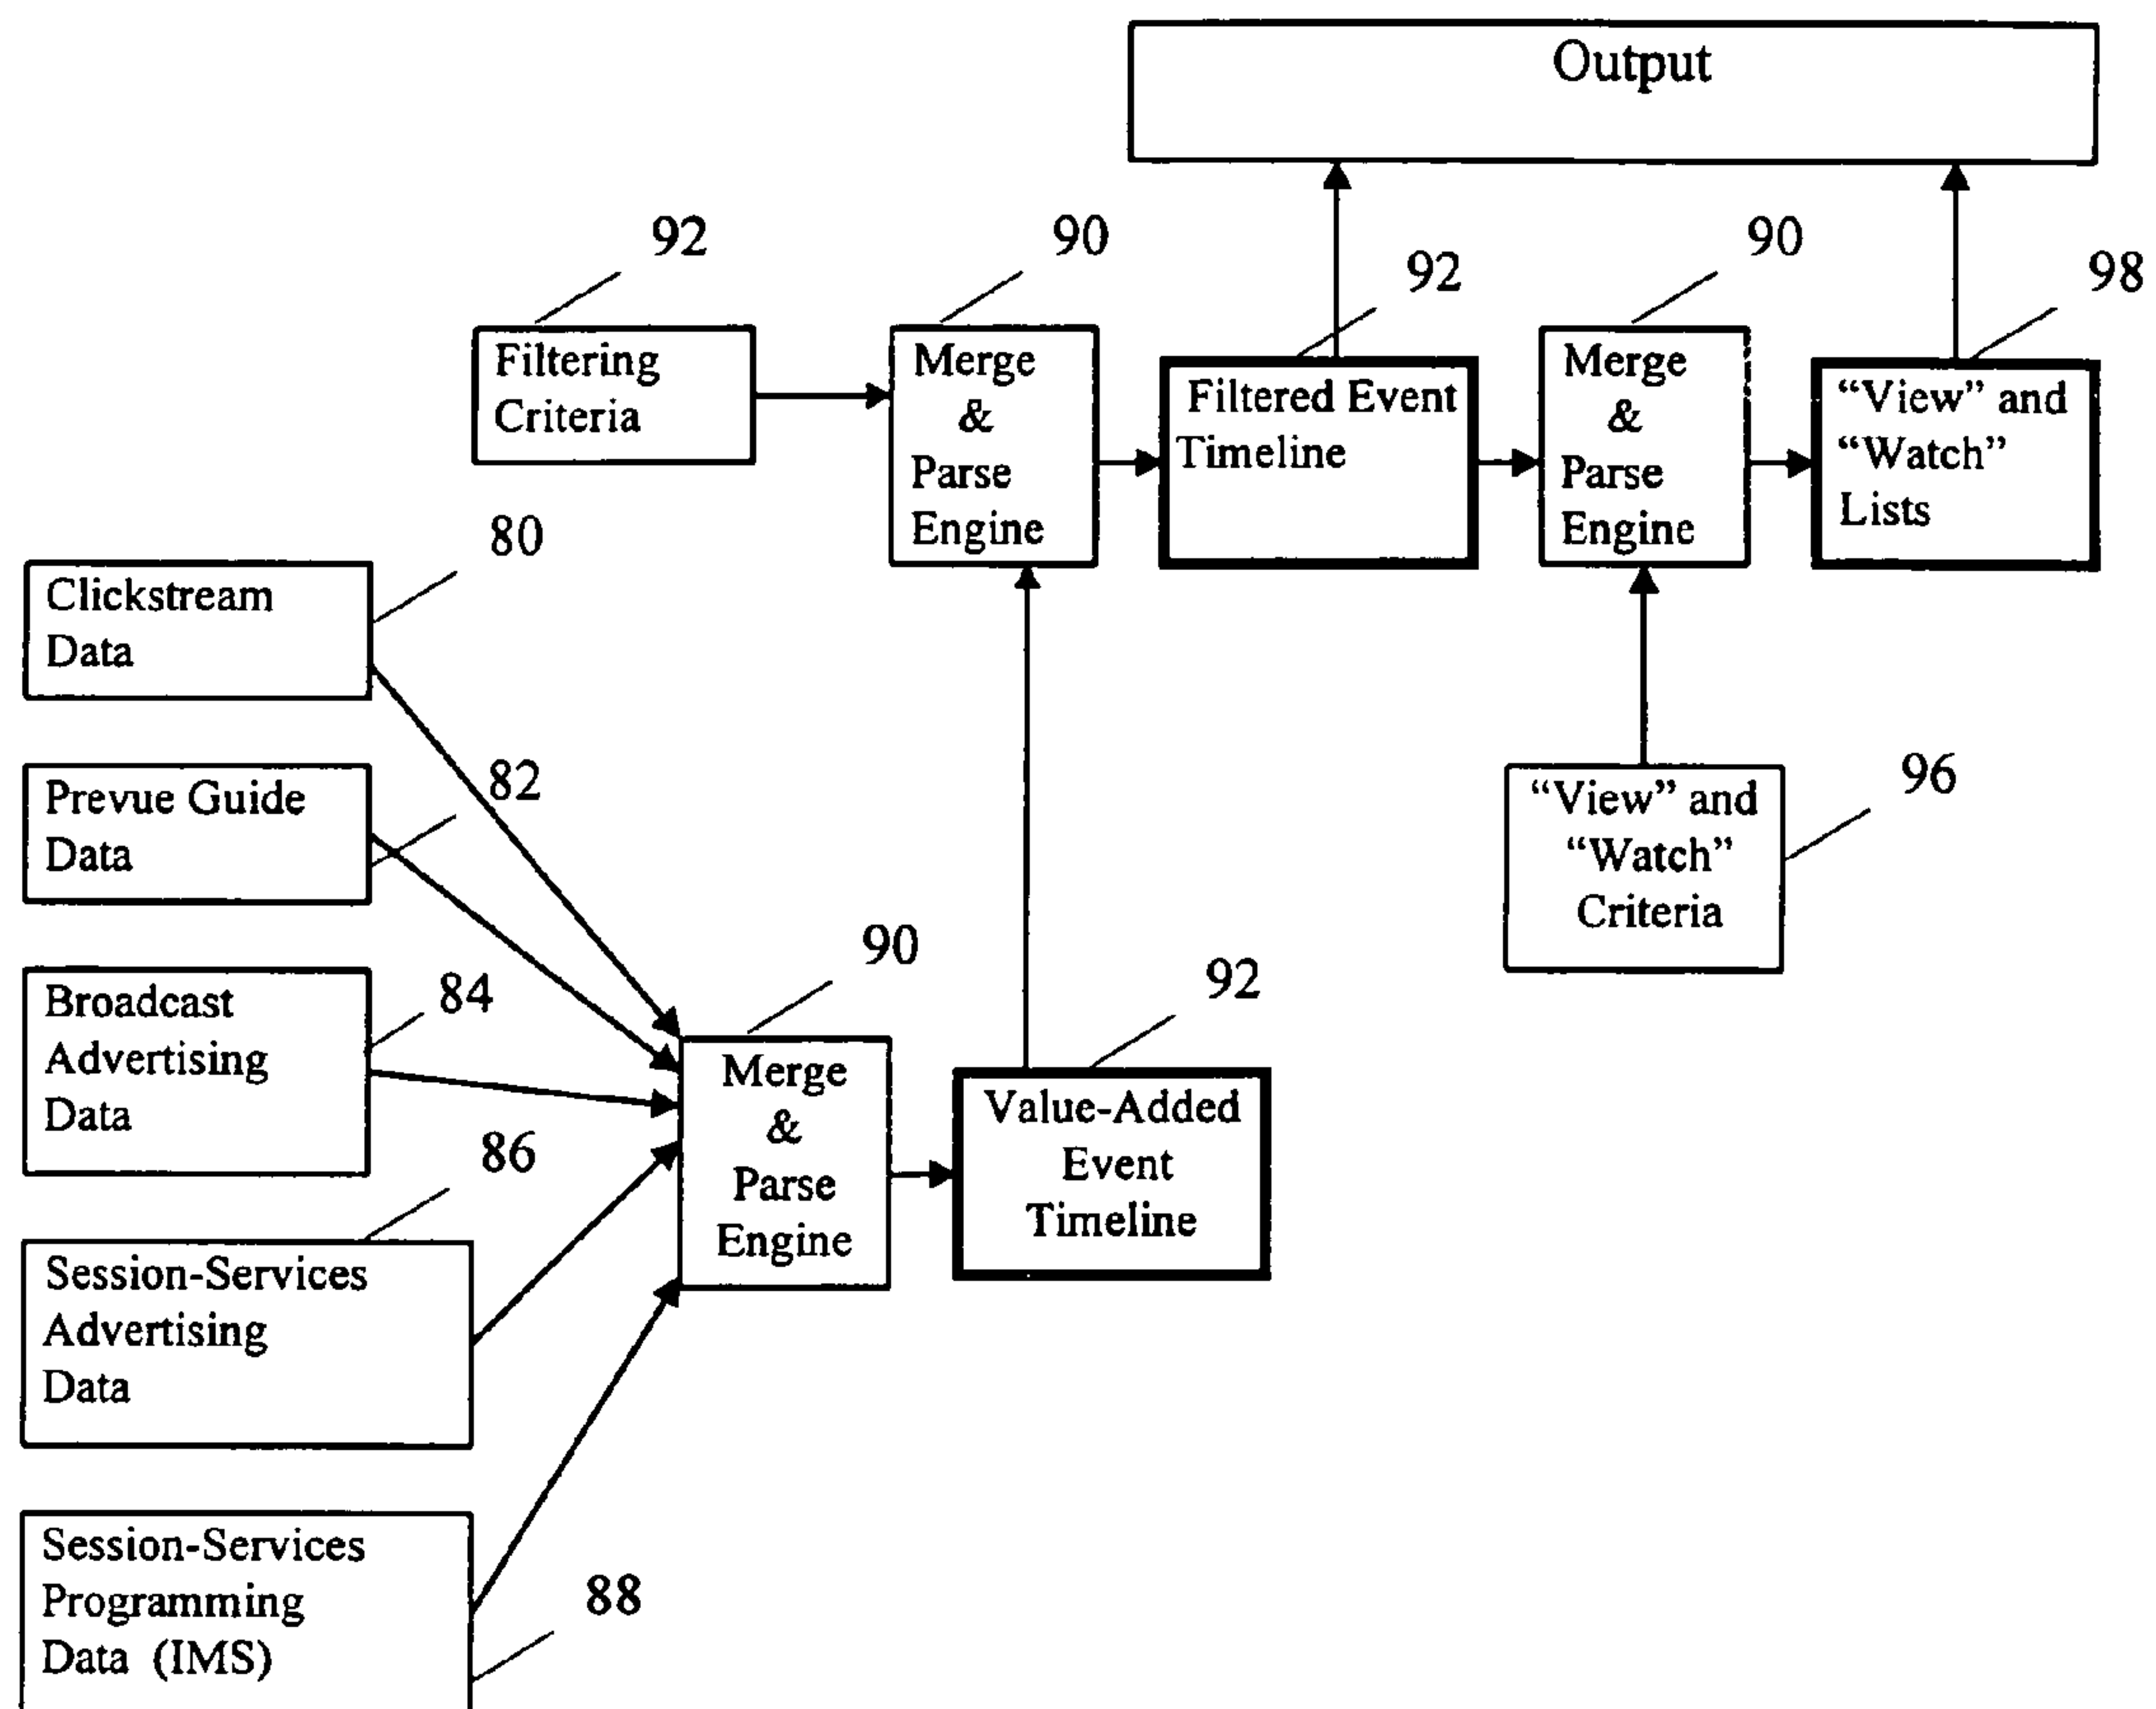 Output
92
90
92
90
98
Filtering
Criteria
Merge
&
Parse
Engine
Filtered Event
Timeline
Merge
&
Parse
Engine
“View” and
“Watch”
Lists
80
Clickstream
Data
82
Prevue Guide
Data
“View” and
“Watch”
Criteria
96
84
Broadcast
Advertising
Data
90
Merge
&
Parse
Engine
92
Value-Added
Event
Timeline
86
Session-Services
Advertising
Data
Session-Services
Programming
Data (IMS)
88